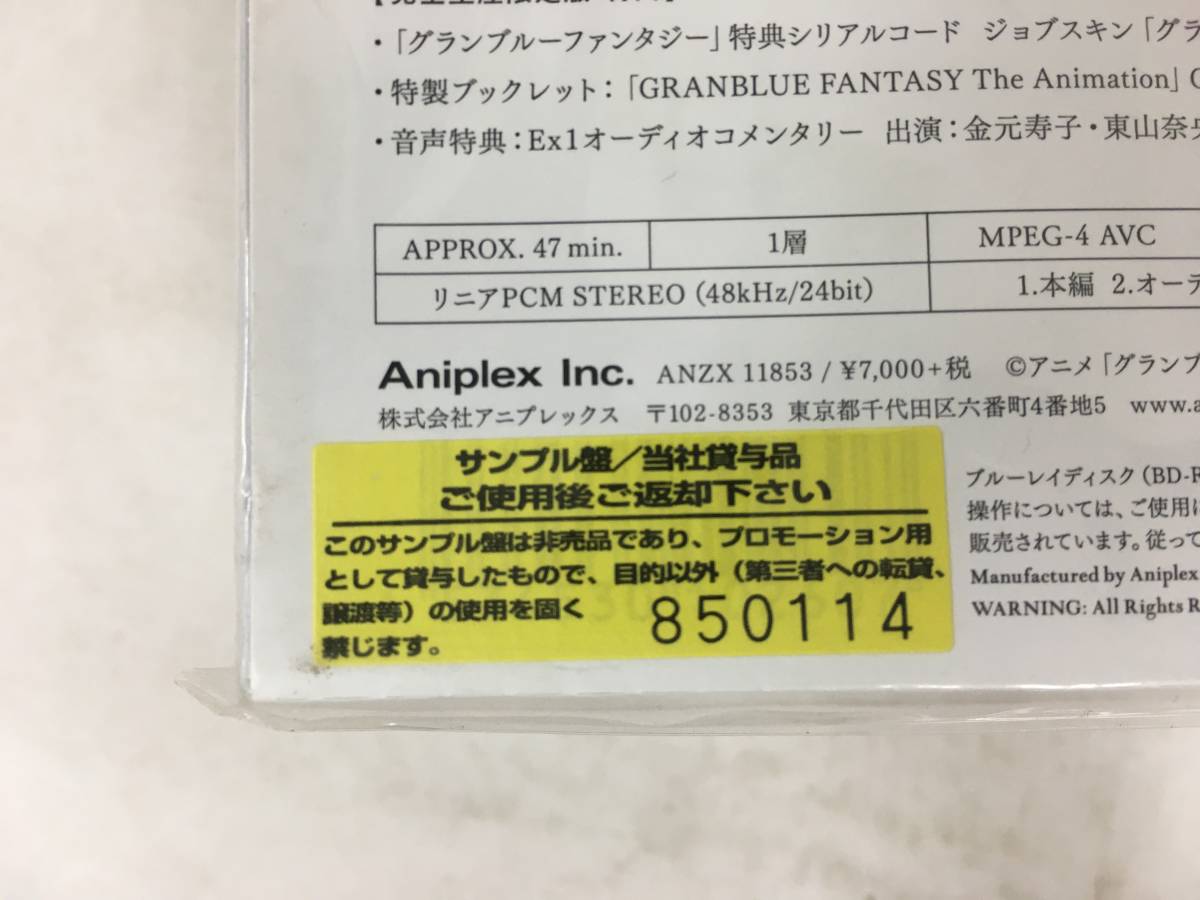 ・「グランブルーファンタジー」特典シリアルコード ジョブスキン「グラ
・特製ブックレット：「GRANBLUE FANTASY The Animation」
・音声特典：Ex1オーディオコメンタリー 出演：金元寿子・東山奈央
APPROX. 47 min. 1層 MPEG-4 AVC
リニアPCM STEREO (48kHz/24bit) 1.本編 2.オーデ
Aniplex Inc. ANZX 11853 / ¥7,000+税 ©アニメ「グランブ
株式会社アニプレックス 〒102-8353 東京都千代田区六番町4番地5 www.a
サンプル盤／当社貸与品
ご使用後ご返却下さい
このサンプル盤は非売品であり、プロモーション用
として貸与したもので、目的以外（第三者への転貸、
譲渡等）の使用を固く
禁じます。
850114
ブルーレイディスク（BD-R
操作については、ご使用に
販売されています。従って
Manufactured by Aniplex
WARNING: All Rights R